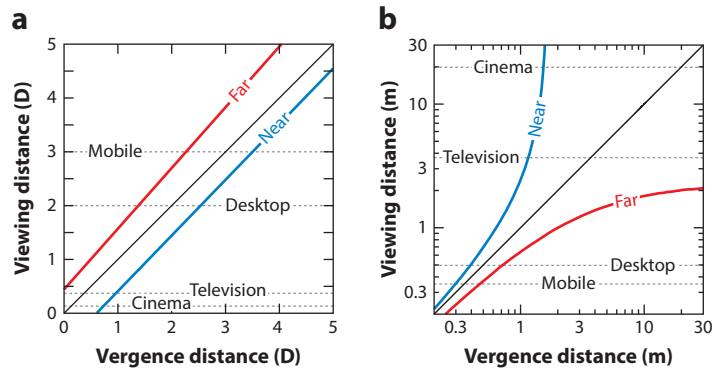 a
5
4
3
2
1
0
Viewing distance (D)
Far
Near
Mobile
Desktop
Television
Cinema
0 1 2 3 4 5
Vergence distance (D)
b
30
10
3
1
0.3
Viewing distance (m)
Cinema
Television
Near
Far
Desktop
Mobile
0.3 1 3 10 30
Vergence distance (m)